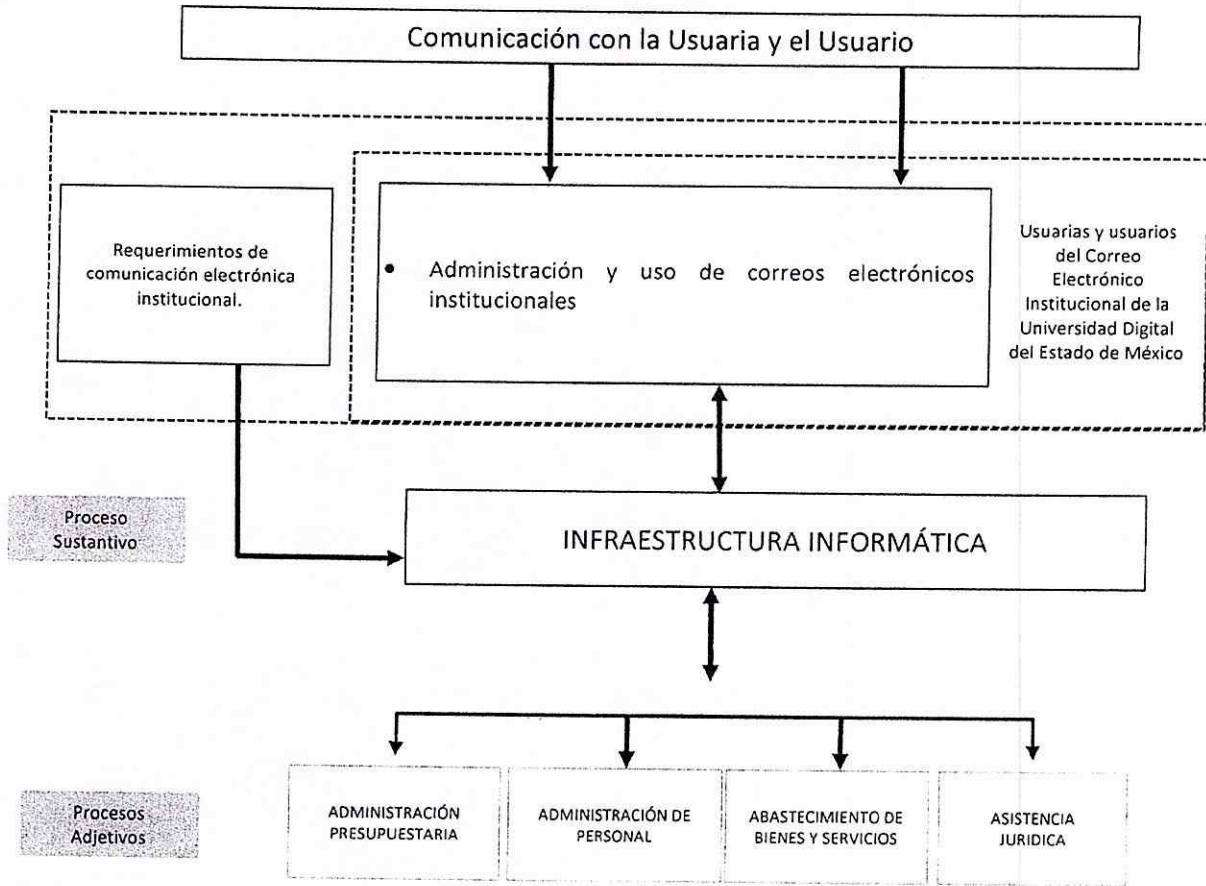 Comunicación con la Usuaria y el Usuario
Requerimientos de
comunicación electrónica
institucional.
• Administración y uso de correos electrónicos
institucionales
Usuarias y usuarios
del Correo
Electrónico
Institucional de la
Universidad Digital
del Estado de México
Proceso
Sustantivo
INFRAESTRUCTURA INFORMÁTICA
Procesos
Adjetivos
ADMINISTRACIÓN
PRESUPUESTARIA
ADMINISTRACIÓN DE
PERSONAL
ABASTECIMIENTO DE
BIENES Y SERVICIOS
ASISTENCIA
JURIDICA